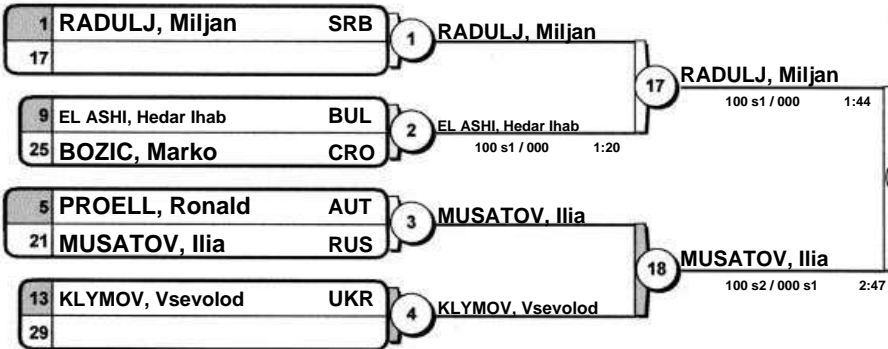 1 RADULJ, Miljan SRB
17
1
RADULJ, Miljan
9 EL ASHI, Hedar Ihab BUL
25 BOZIC, Marko CRO
2
EL ASHI, Hedar Ihab
100 s1 / 000 1:20
17
RADULJ, Miljan
100 s1 / 000 1:44
5 PROELL, Ronald AUT
21 MUSATOV, Ilia RUS
3
MUSATOV, Ilia
13 KLYMOV, Vsevolod UKR
29
4
KLYMOV, Vsevolod
18
MUSATOV, Ilia
100 s2 / 000 s1 2:47